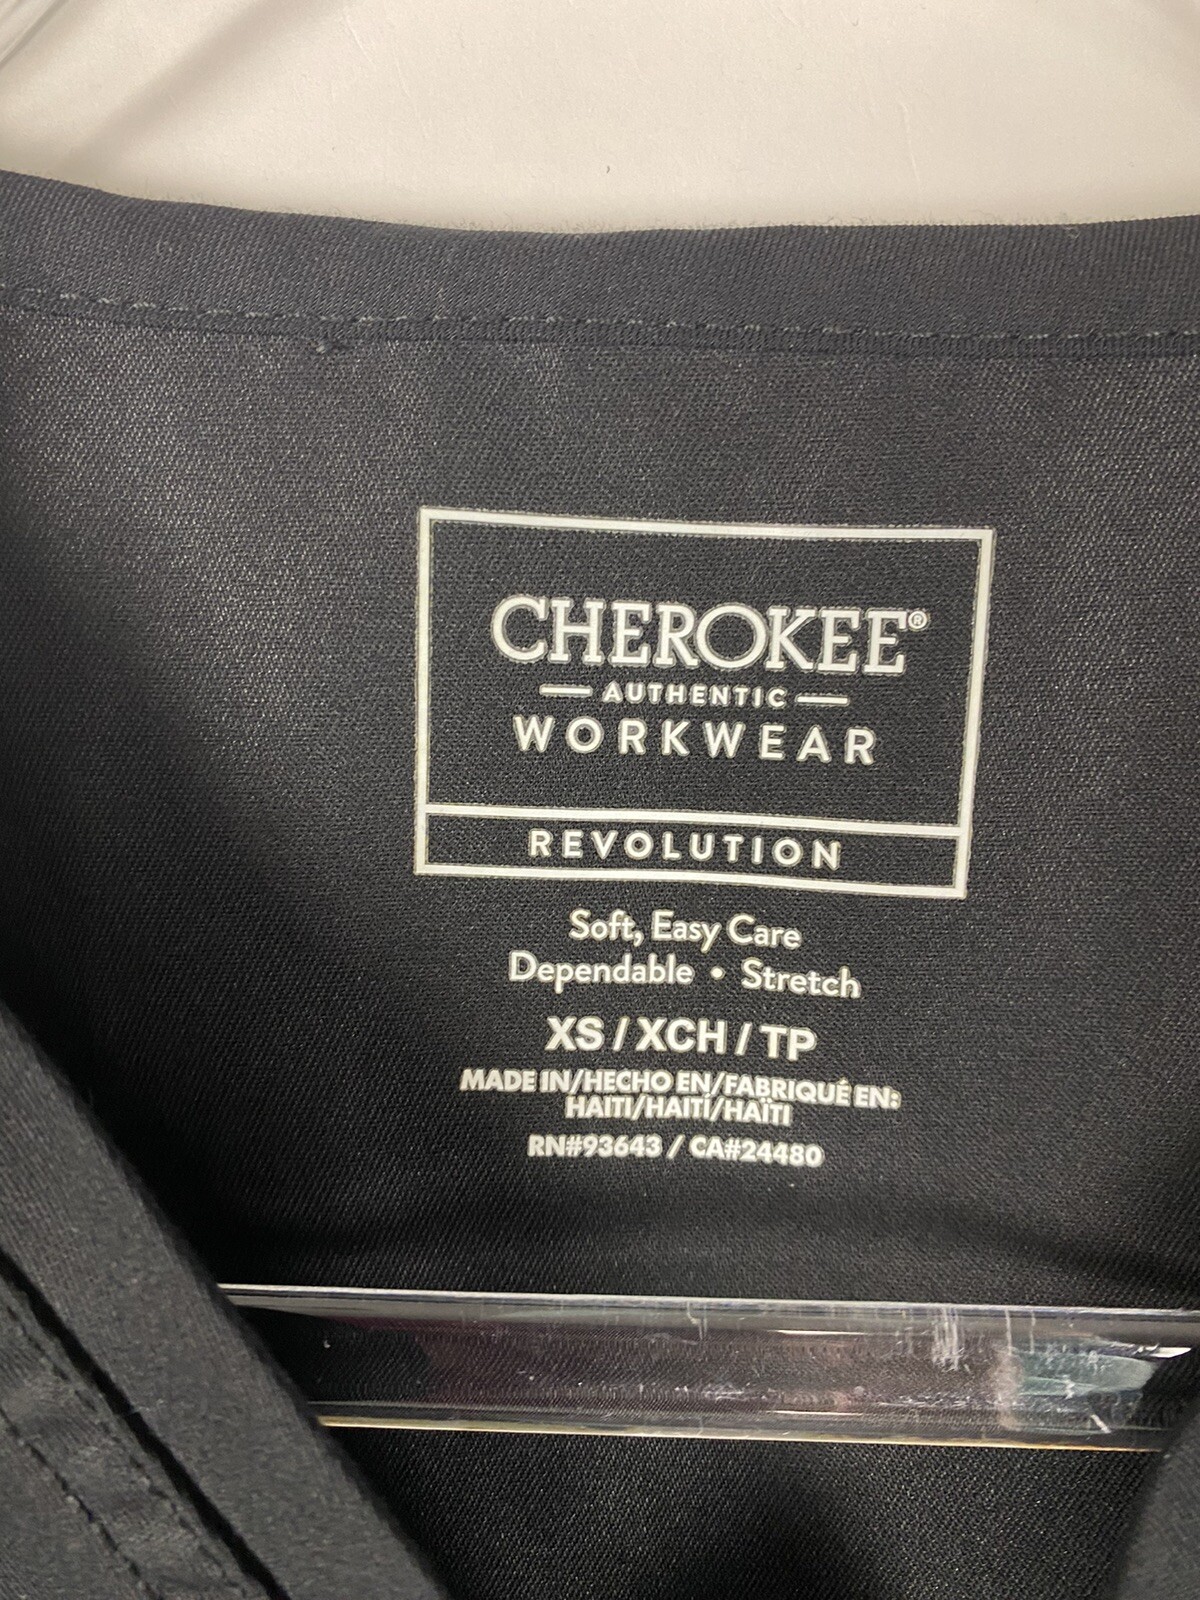 CHEROKEE®
AUTHENTIC
WORKWEAR
REVOLUTION
Soft, Easy Care
Dependable • Stretch
XS / XCH / TP
MADE IN/HECHO EN/FABRIQUÉ EN:
HAITI/HAITÍ/HAÏTI
RN#93643 / CA#24480